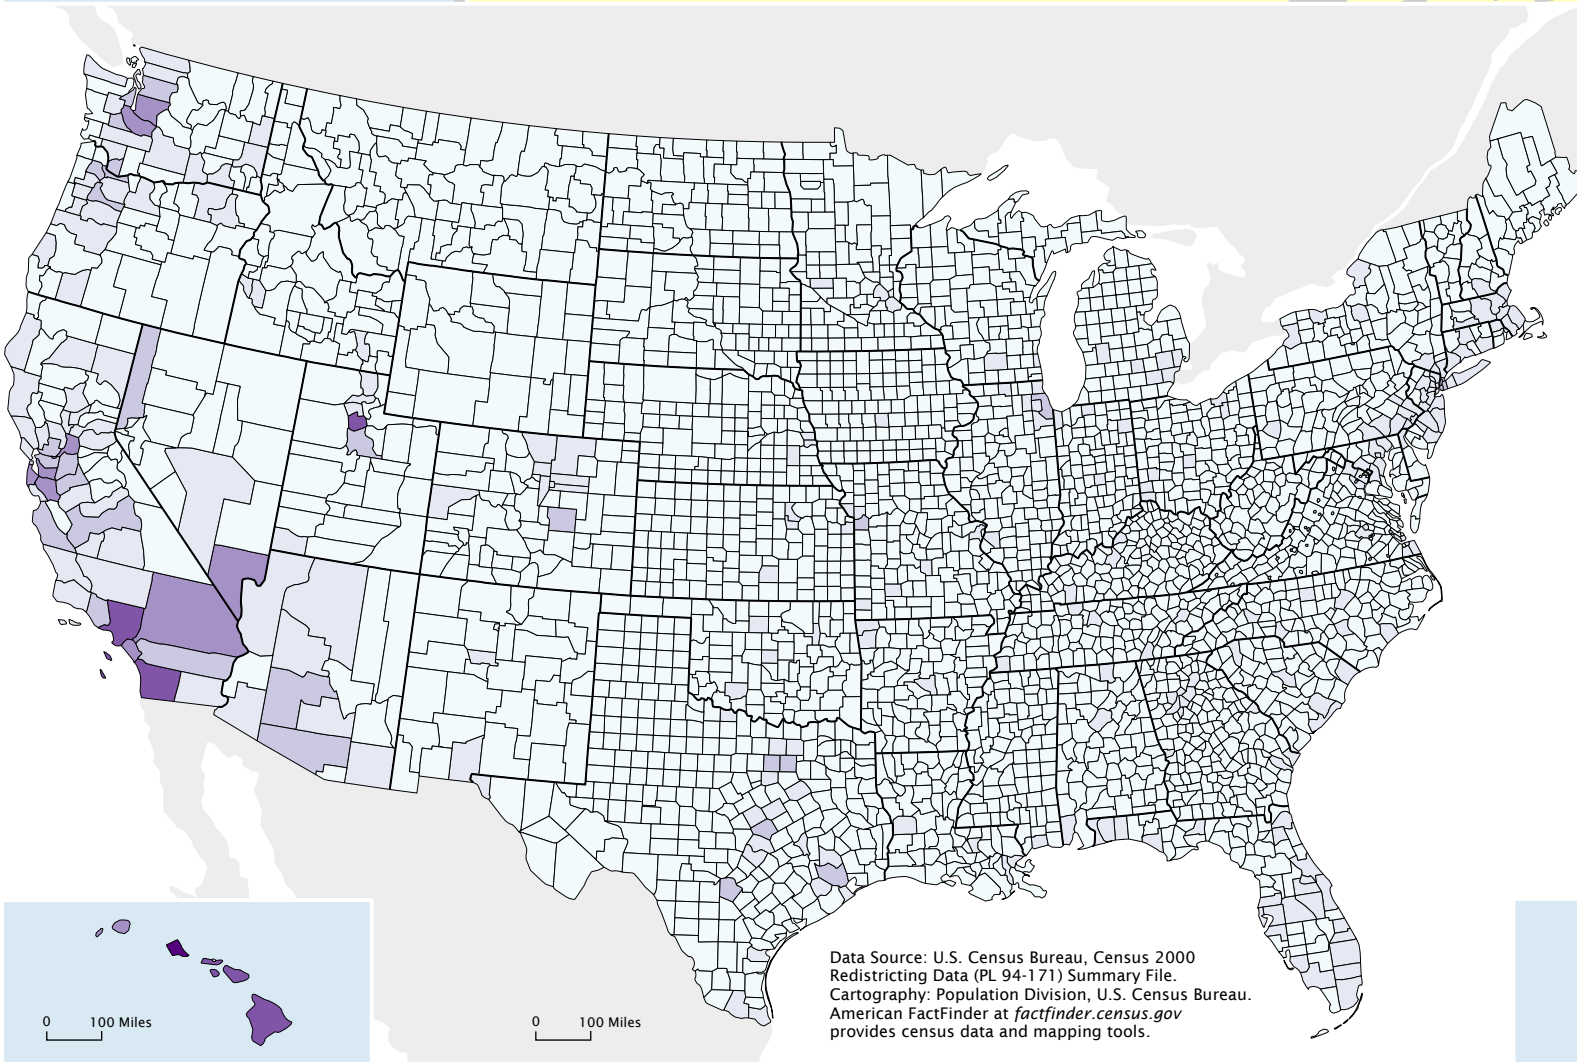 Data Source: U.S. Census Bureau, Census 2000
Redistricting Data (PL 94-171) Summary File.
Cartography: Population Division, U.S. Census Bureau.
American FactFinder at factfinder.census.gov
provides census data and mapping tools.
0 100 Miles
0 100 Miles